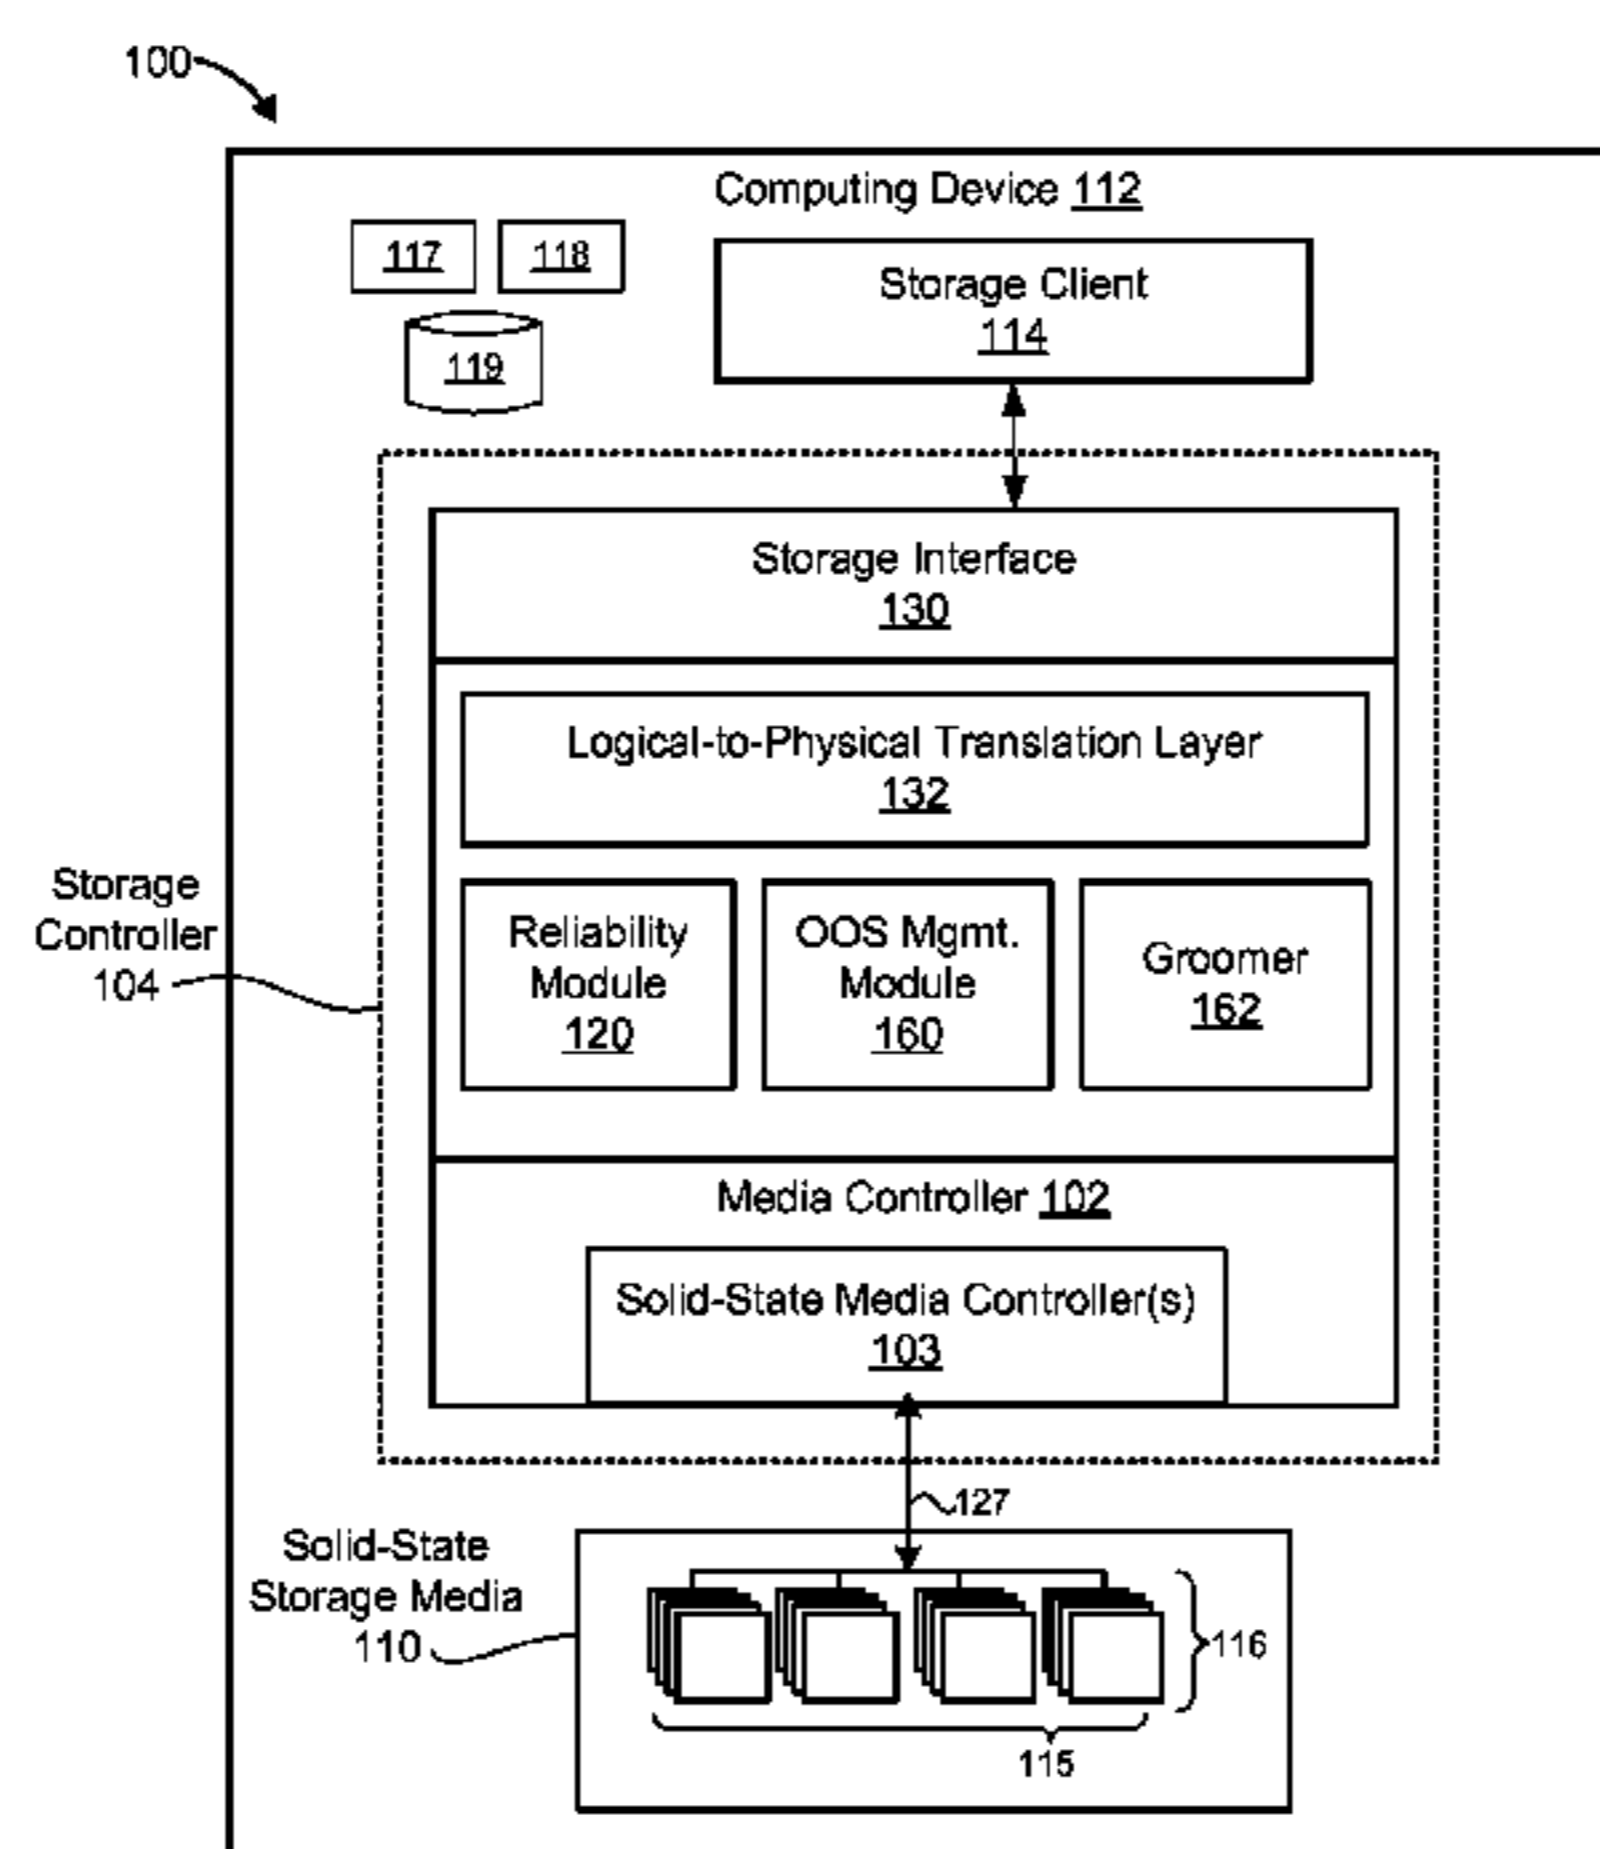 100
Computing Device 112
117
118
Storage Client
114
119
Storage Interface
130
Logical-to-Physical Translation Layer
132
Storage
Controller
104
Reliability
Module
120
OOS Mgmt.
Module
160
Groomer
162
Media Controller 102
Solid-State Media Controller(s)
103
127
Solid-State
Storage Media
110
116
115